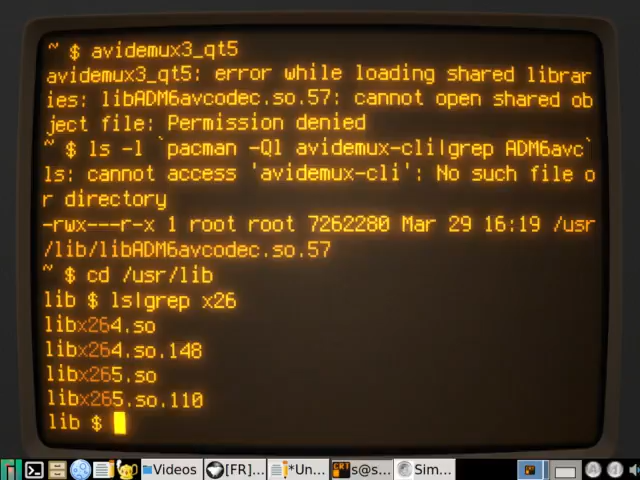 ~ $ avidemux3_qt5
avidemux3_qt5: error while loading shared librar
ies: libADM6avcodec.so.57: cannot open shared ob
ject file: Permission denied
~ $ ls -l `pacman -Ql avidemux-cli|grep ADM6avc`
ls: cannot access 'avidemux-cli': No such file o
r directory
-rwx---r-x 1 root root 7262280 Mar 29 16:19 /usr
/lib/libADM6avcodec.so.57
~ $ cd /usr/lib
lib $ ls|grep x26
libx264.so
libx264.so.148
libx265.so
libx265.so.110
lib $
Videos [FR]... *Un... CRT s@s... Sim...